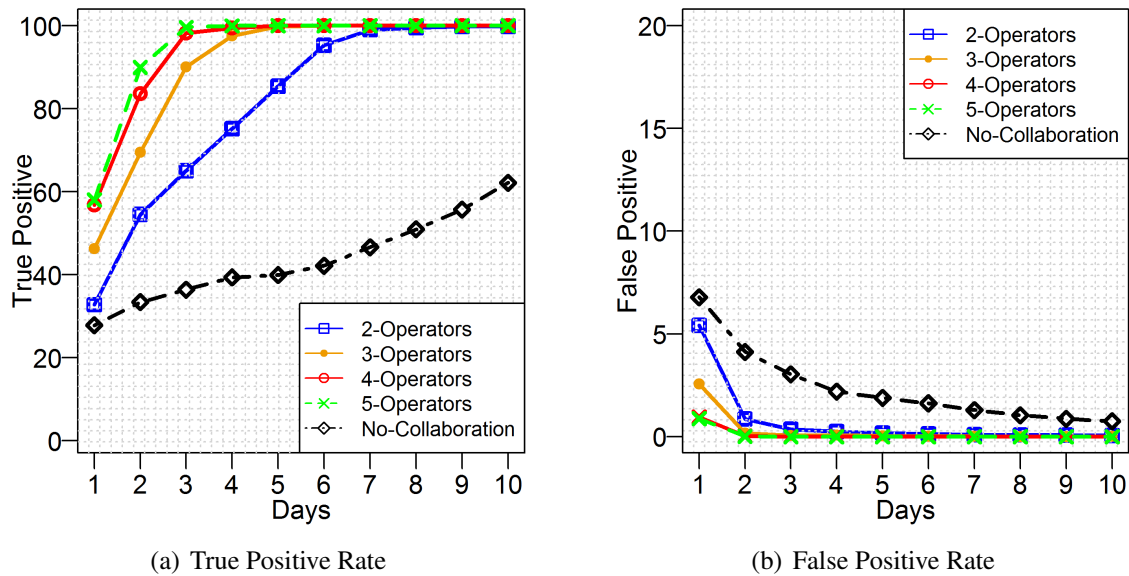 True Positive
100
80
60
40
20
0
2-Operators
3-Operators
4-Operators
5-Operators
No-Collaboration
1 2 3 4 5 6 7 8 9 10
Days
(a) True Positive Rate
False Positive
20
15
10
5
0
2-Operators
3-Operators
4-Operators
5-Operators
No-Collaboration
1 2 3 4 5 6 7 8 9 10
Days
(b) False Positive Rate